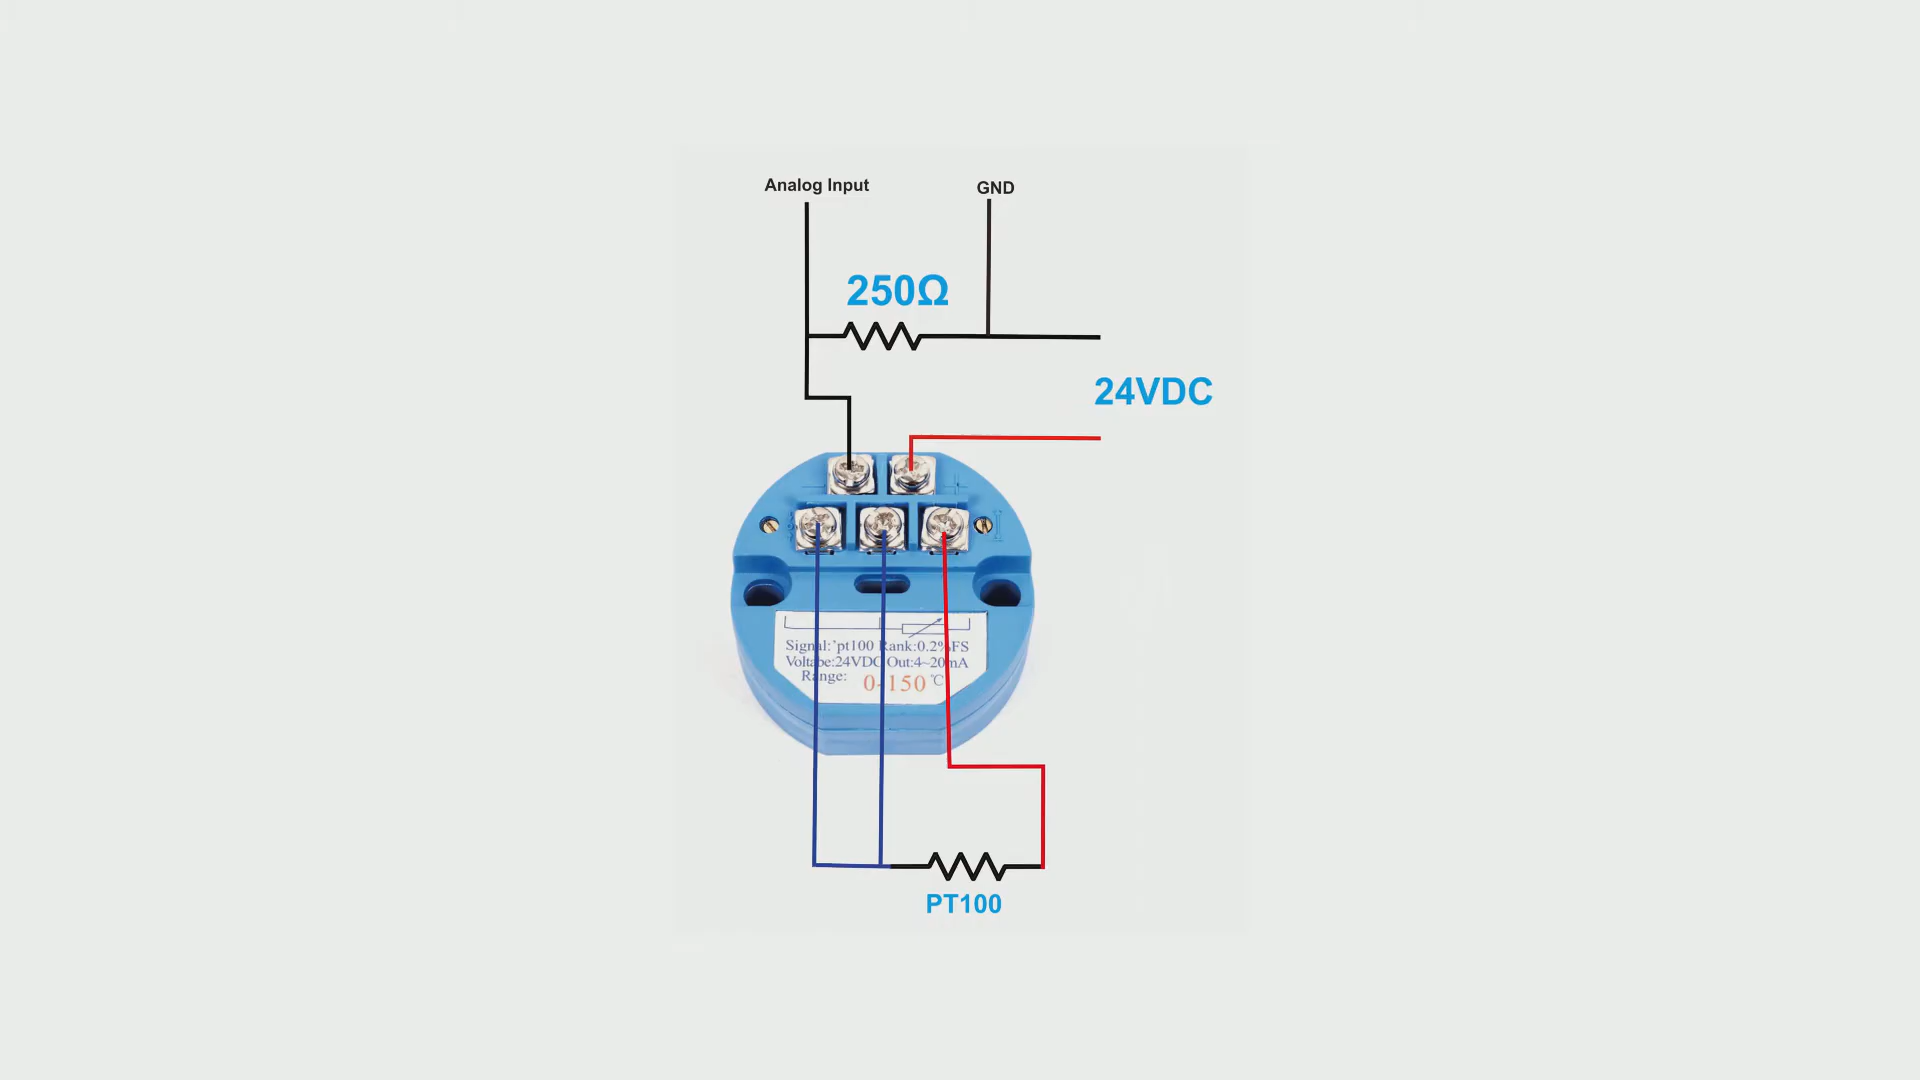 Analog Input
GND
250Ω
24VDC
Signal:'pt100 Rank:0.2%FS
Voltabe:24VDC Out:4~20mA
Range: 0-150 ℃
PT100